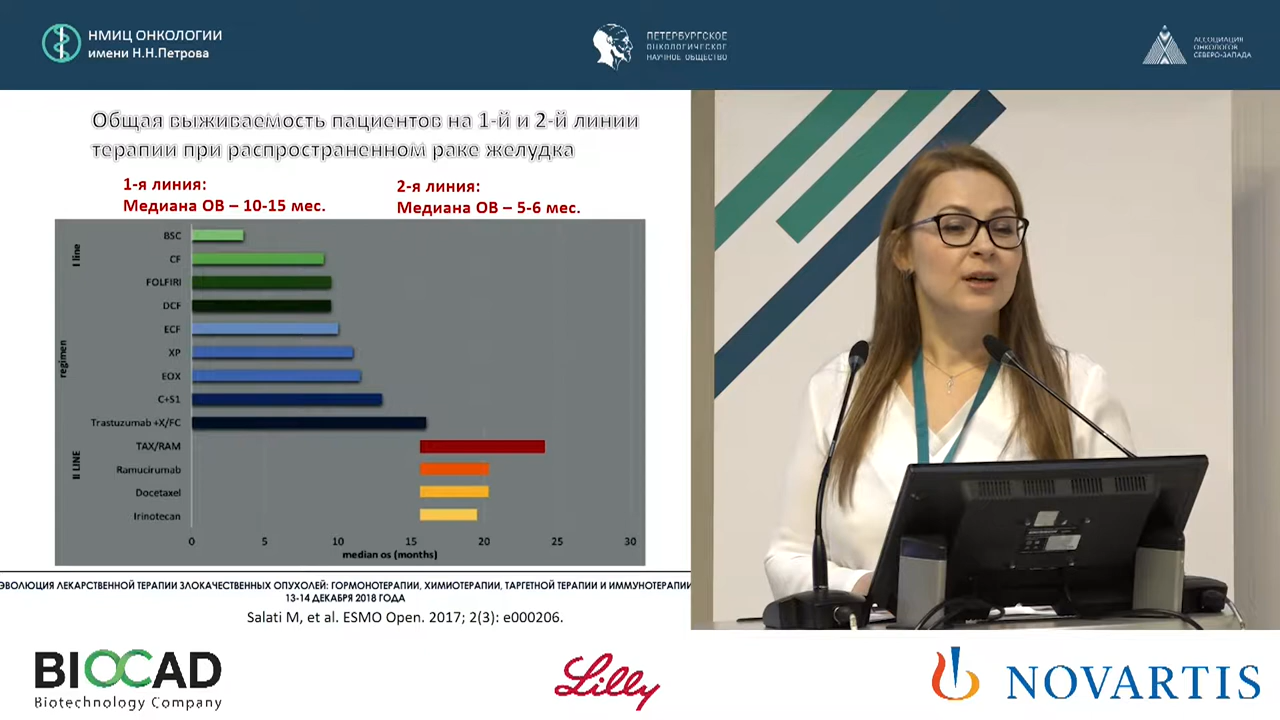 НМИЦ ОНКОЛОГИИ
имени Н.Н.Петрова
ПЕТЕРБУРГСКОЕ
ОНКОЛОГИЧЕСКОЕ
НАУЧНОЕ ОБЩЕСТВО
АССОЦИАЦИЯ
ОНКОЛОГОВ
СЕВЕРО-ЗАПАДА
Общая выживаемость пациентов на 1-й и 2-й линии
терапии при распространенном раке желудка
1-я линия:
Медиана ОВ – 10-15 мес.
2-я линия:
Медиана ОВ – 5-6 мес.
I line
regimen
II LINE
BSC
CF
FOLFIRI
DCF
ECF
XP
EOX
C+S1
Trastuzumab +X/FC
TAX/RAM
Ramucirumab
Docetaxel
Irinotecan
0 5 10 15 20 25 30
median os (months)
ЭВОЛЮЦИЯ ЛЕКАРСТВЕННОЙ ТЕРАПИИ ЗЛОКАЧЕСТВЕННЫХ ОПУХОЛЕЙ: ГОРМОНОТЕРАПИИ, ХИМИОТЕРАПИИ, ТАРГЕТНОЙ ТЕРАПИИ И ИММУНОТЕРАПИИ
13-14 ДЕКАБРЯ 2018 ГОДА
Salati M, et al. ESMO Open. 2017; 2(3): e000206.
BIOCAD
Biotechnology Company
Lilly
NOVARTIS